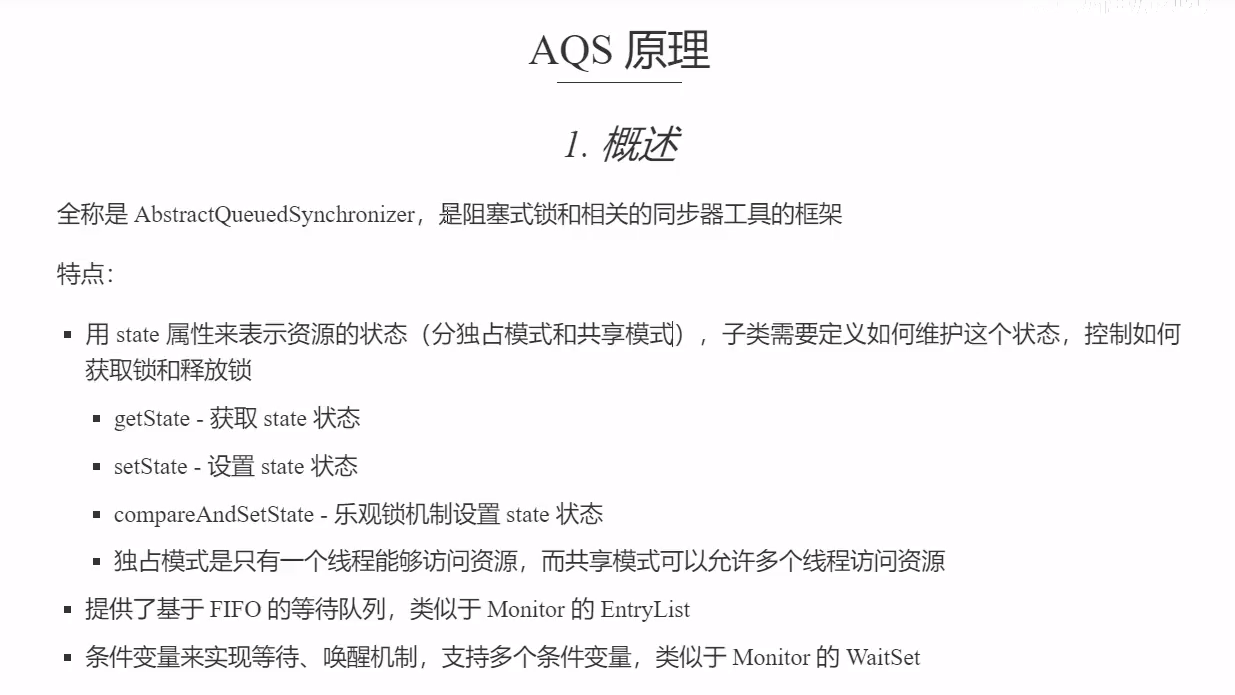 AQS 原理
1. 概述
全称是 AbstractQueuedSynchronizer，是阻塞式锁和相关的同步器工具的框架
特点：
用 state 属性来表示资源的状态（分独占模式和共享模式），子类需要定义如何维护这个状态，控制如何
获取锁和释放锁
getState - 获取 state 状态
setState - 设置 state 状态
compareAndSetState - 乐观锁机制设置 state 状态
独占模式是只有一个线程能够访问资源，而共享模式可以允许多个线程访问资源
提供了基于 FIFO 的等待队列，类似于 Monitor 的 EntryList
条件变量来实现等待、唤醒机制，支持多个条件变量，类似于 Monitor 的 WaitSet